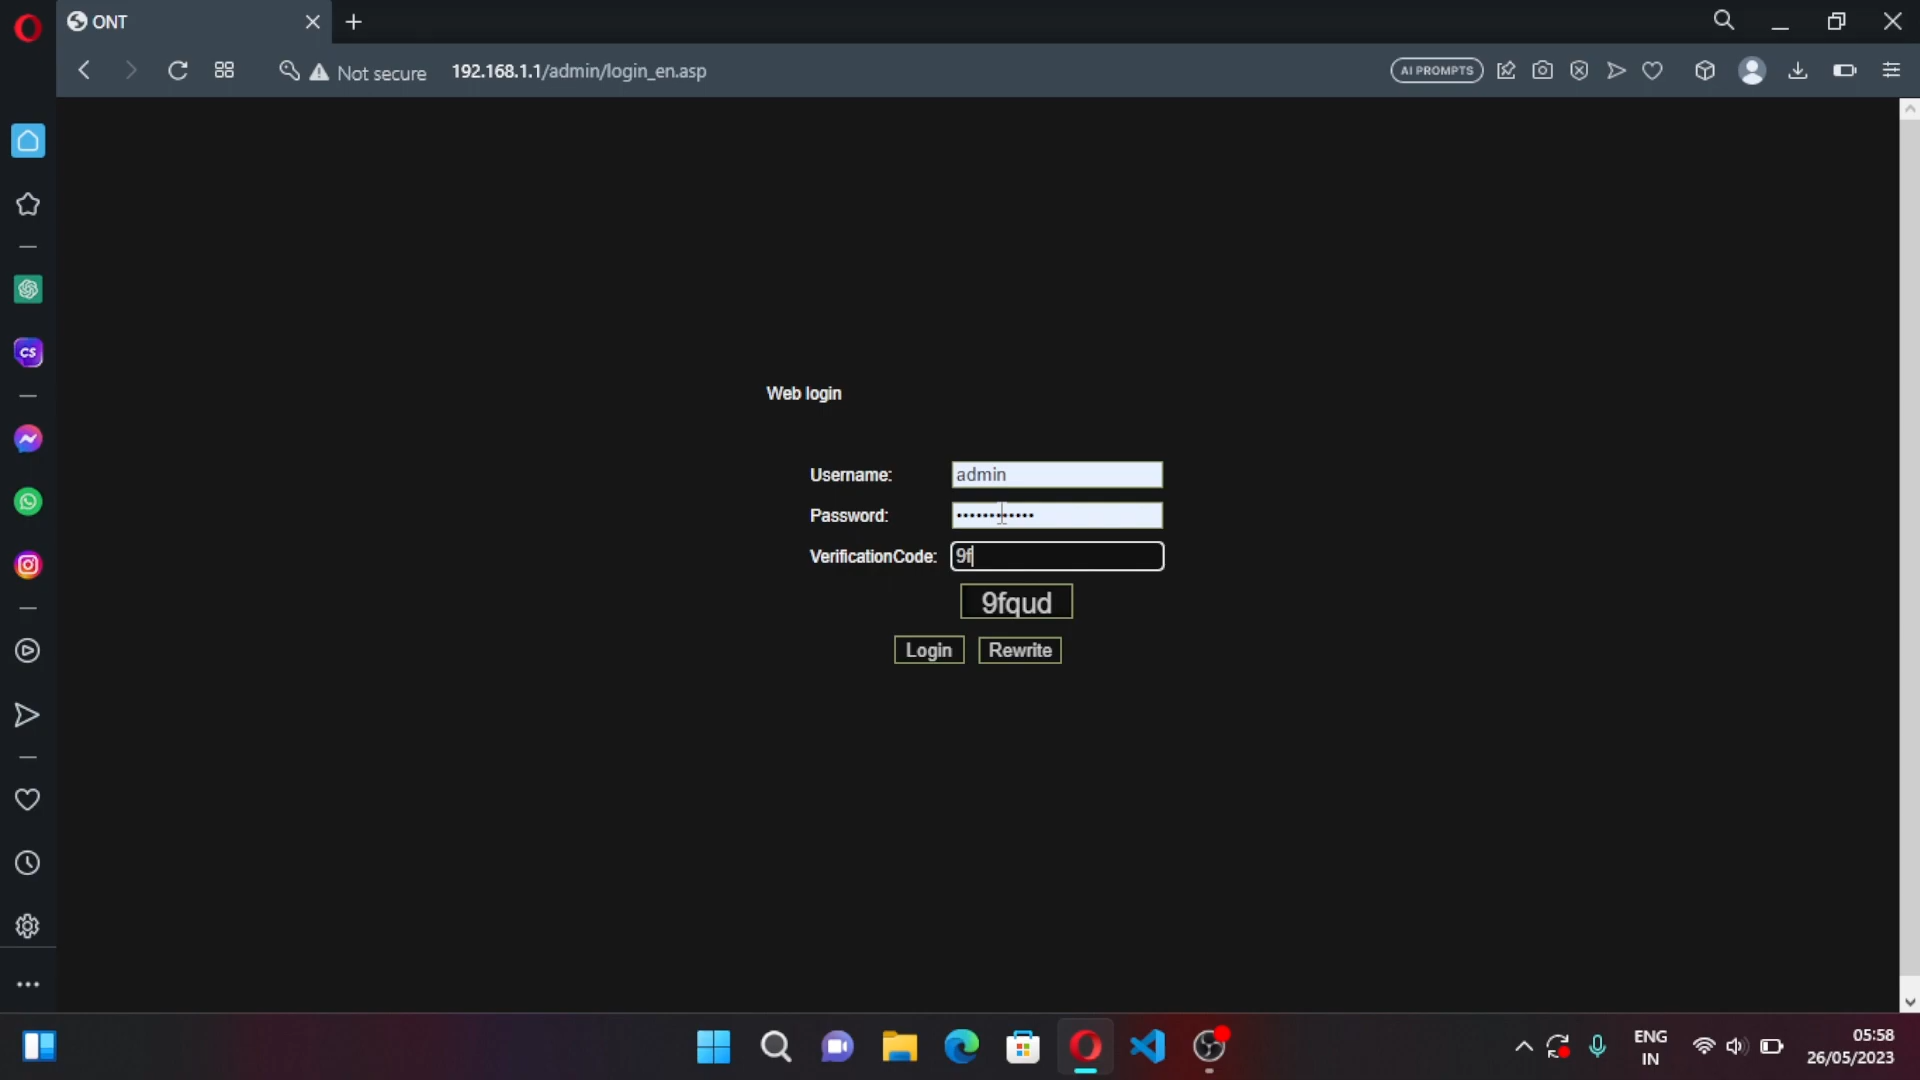 ONT
Not secure 192.168.1.1/admin/login_en.asp
AI PROMPTS
CS
Web login
Username: admin
Password: ••••••••••••
VerificationCode: 9f
9fqud
Login Rewrite
ENG
IN
05:58
26/05/2023